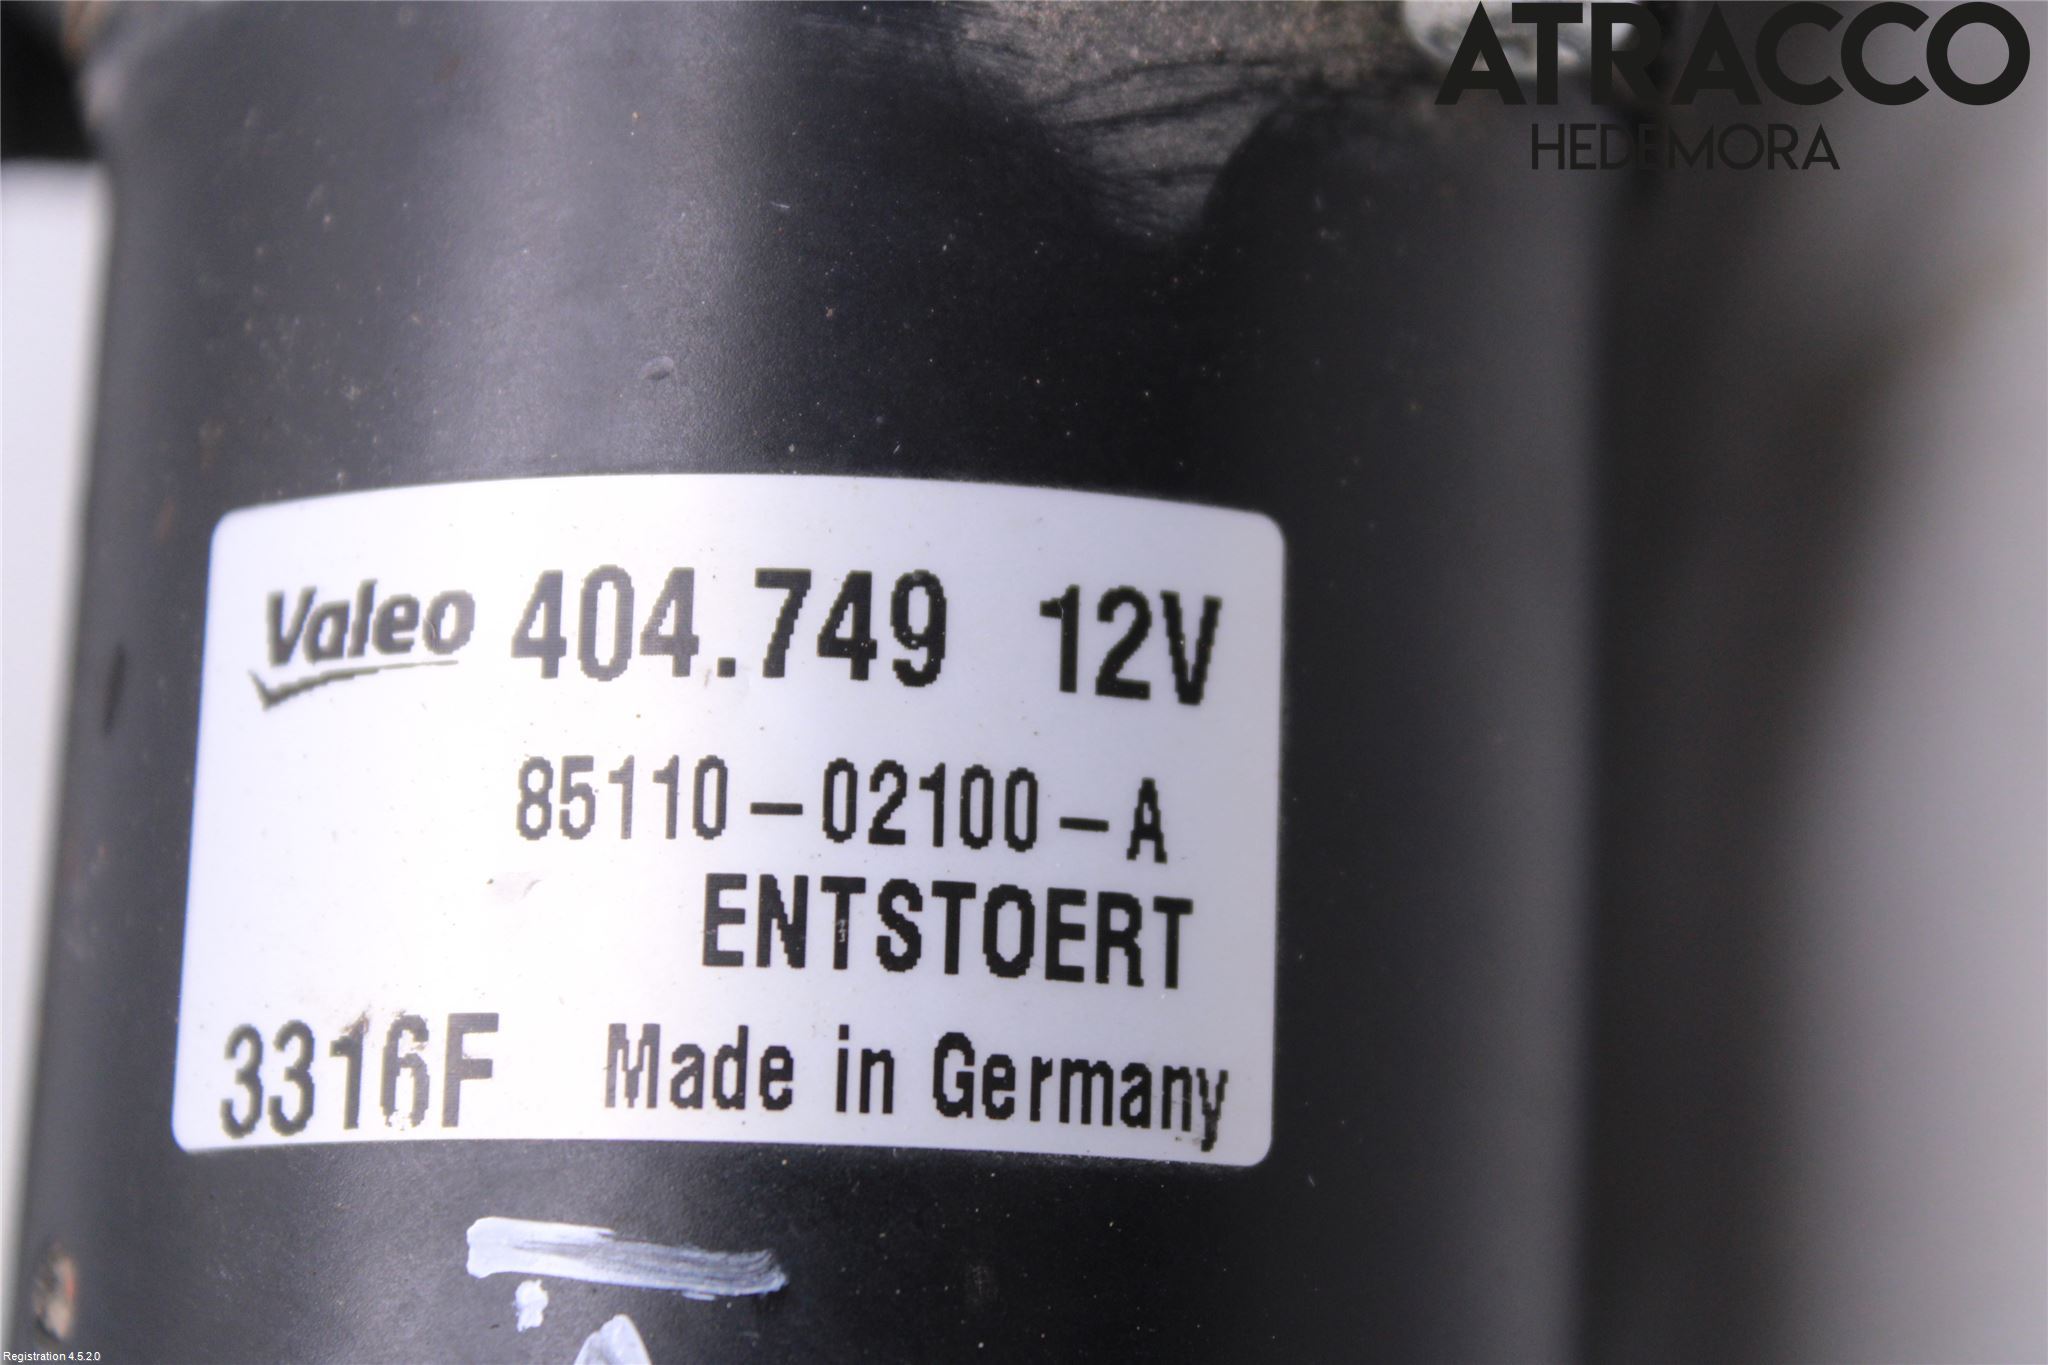 ATRACCO
HEDEMORA
Valeo 404.749 12V
85110-02100-A
ENTSTOERT
3316F Made in Germany
Registration 4.5.2.0